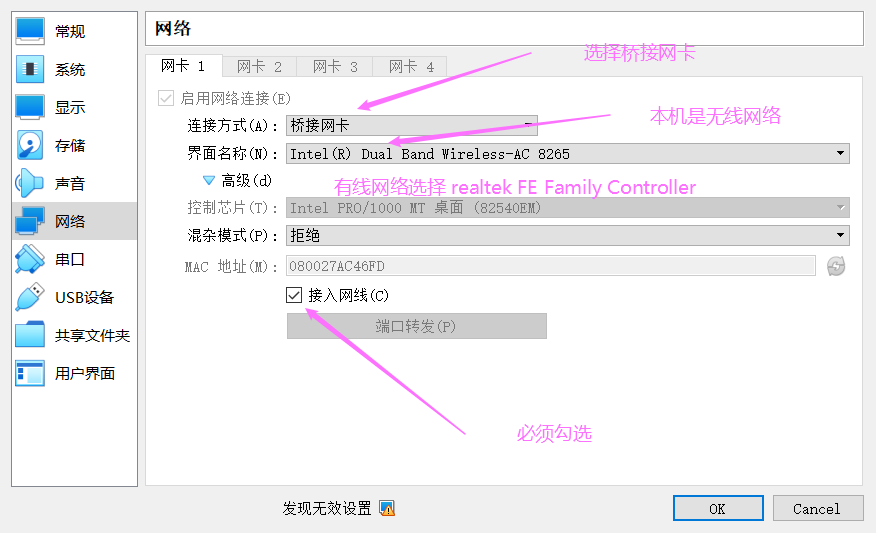 常规
系统
显示
存储
声音
网络
串口
USB设备
共享文件夹
用户界面
网络
网卡 1 网卡 2 网卡 3 网卡 4
选择桥接网卡
启用网络连接(E)
连接方式(A): 桥接网卡
本机是无线网络
界面名称(N): Intel(R) Dual Band Wireless-AC 8265
高级(d)
有线网络选择 realtek FE Family Controller
控制芯片(T): Intel PRO/1000 MT 桌面 (82540EM)
混杂模式(P): 拒绝
MAC 地址(M): 080027AC46FD
接入网线(C)
端口转发(P)
必须勾选
发现无效设置
OK Cancel